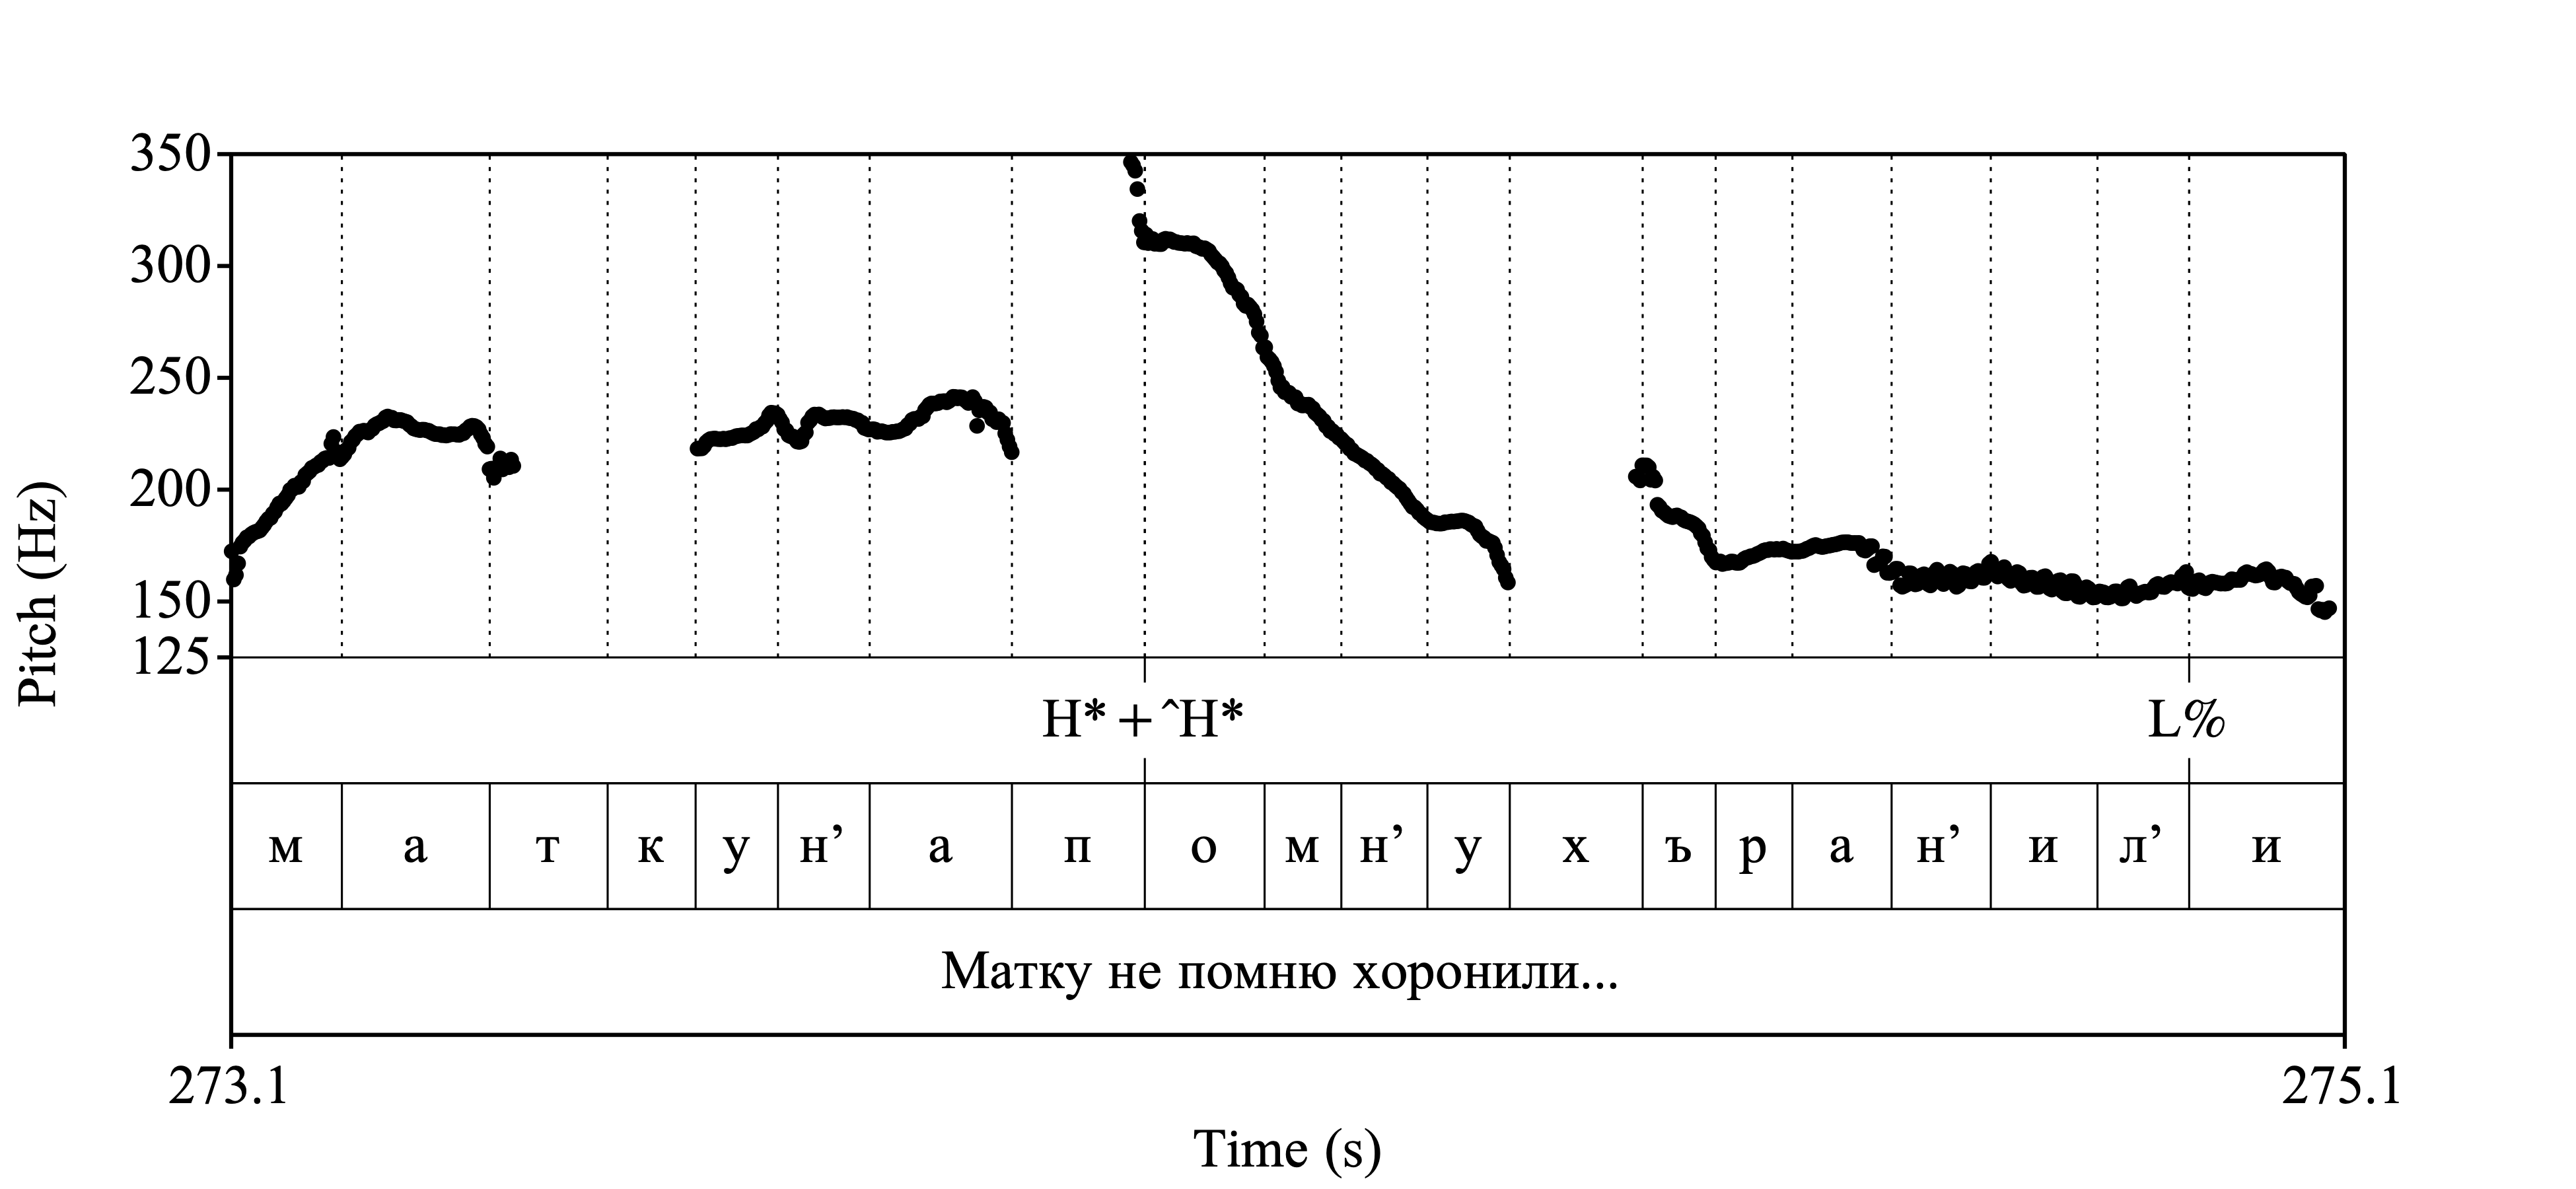 350
300
250
200
150
125
Pitch (Hz)
H* + ˆH* L%
м а т к у н’ а п о м н’ у х ъ р а н’ и л’ и
Матку не помню хоронили...
273.1 275.1
Time (s)